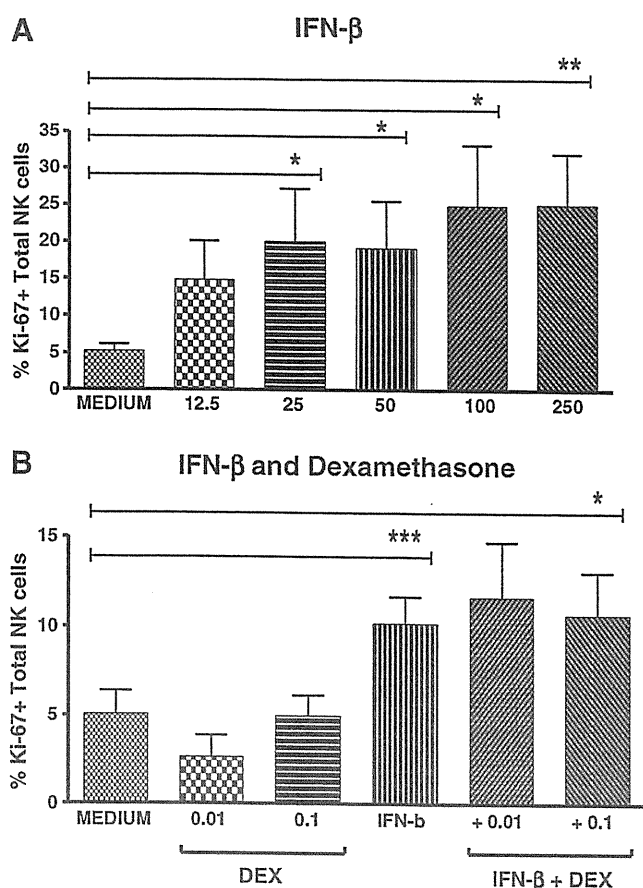 A
IFN-β
**
*
*
*
% Ki-67+ Total NK cells
35
30
25
20
15
10
5
0
MEDIUM 12.5 25 50 100 250
B
IFN-β and Dexamethasone
*
***
% Ki-67+ Total NK cells
15
10
5
0
MEDIUM 0.01 0.1 IFN-b + 0.01 + 0.1
DEX IFN-β + DEX